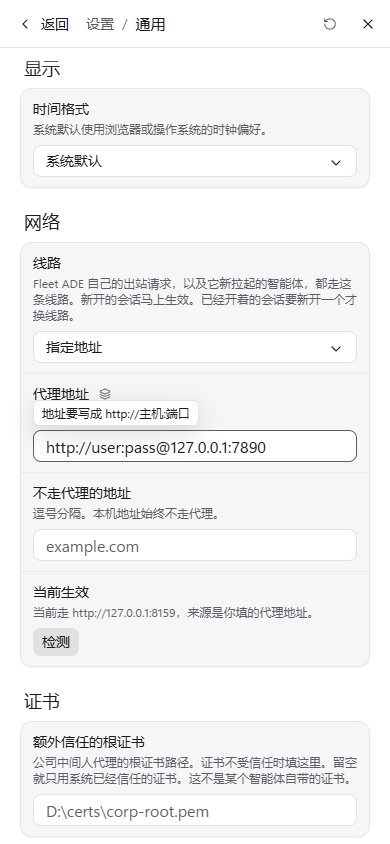 返回 设置 / 通用
显示
时间格式
系统默认使用浏览器或操作系统的时钟偏好。
系统默认
网络
线路
Fleet ADE 自己的出站请求，以及它新拉起的智能体，都走这
条线路。新开的会话马上生效。已经开着的会话要新开一个才
换线路。
指定地址
代理地址
地址要写成 http://主机:端口
http://user:pass@127.0.0.1:7890
不走代理的地址
逗号分隔。本机地址始终不走代理。
example.com
当前生效
当前走 http://127.0.0.1:8159，来源是你填的代理地址。
检测
证书
额外信任的根证书
公司中间人代理的根证书路径。证书不受信任时填这里。留空
就只用系统已经信任的证书。这不是某个智能体自带的证书。
D:\certs\corp-root.pem